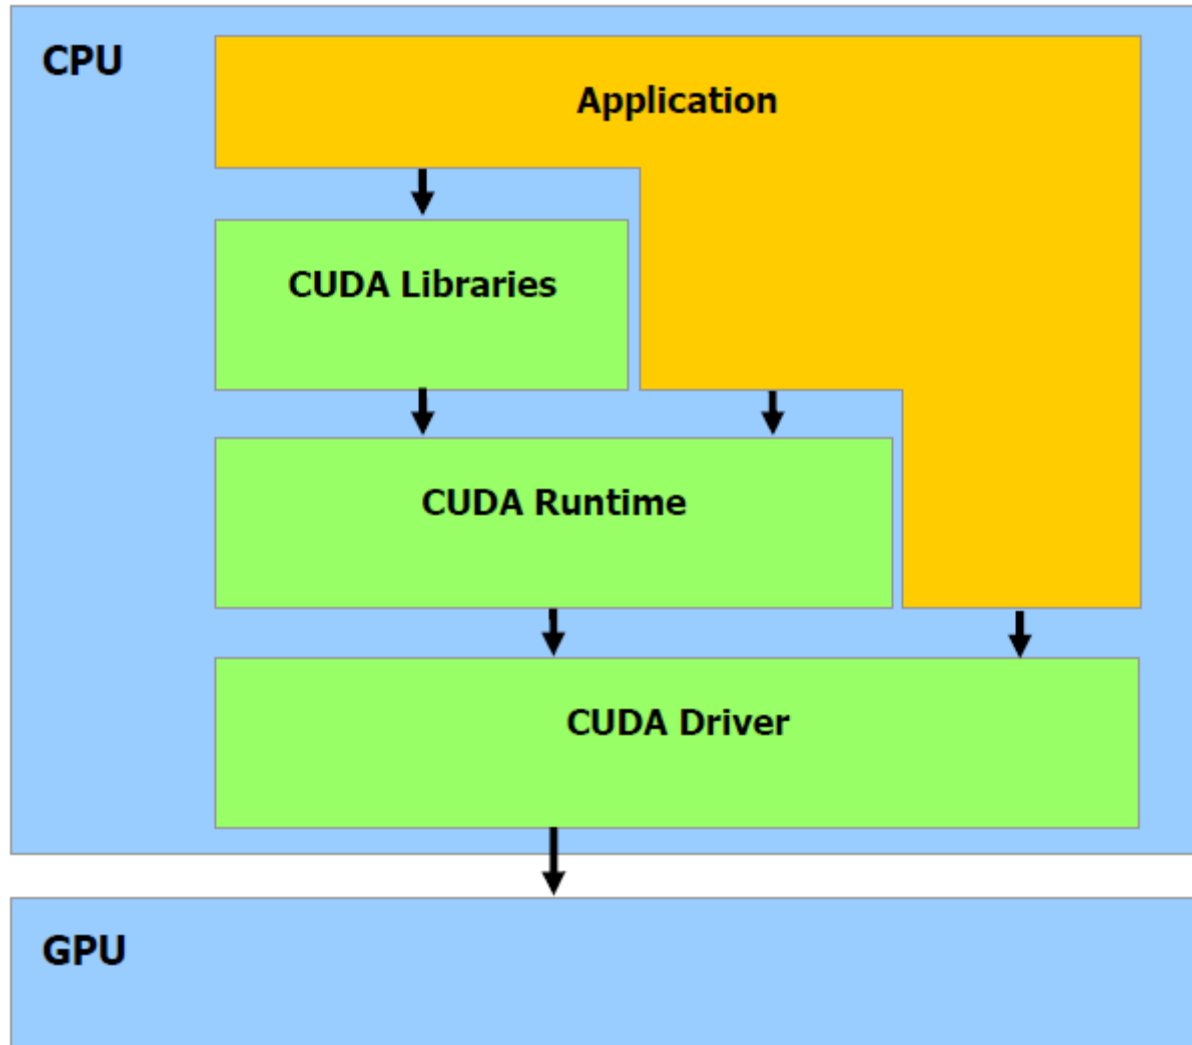 CPU
Application
CUDA Libraries
CUDA Runtime
CUDA Driver
GPU